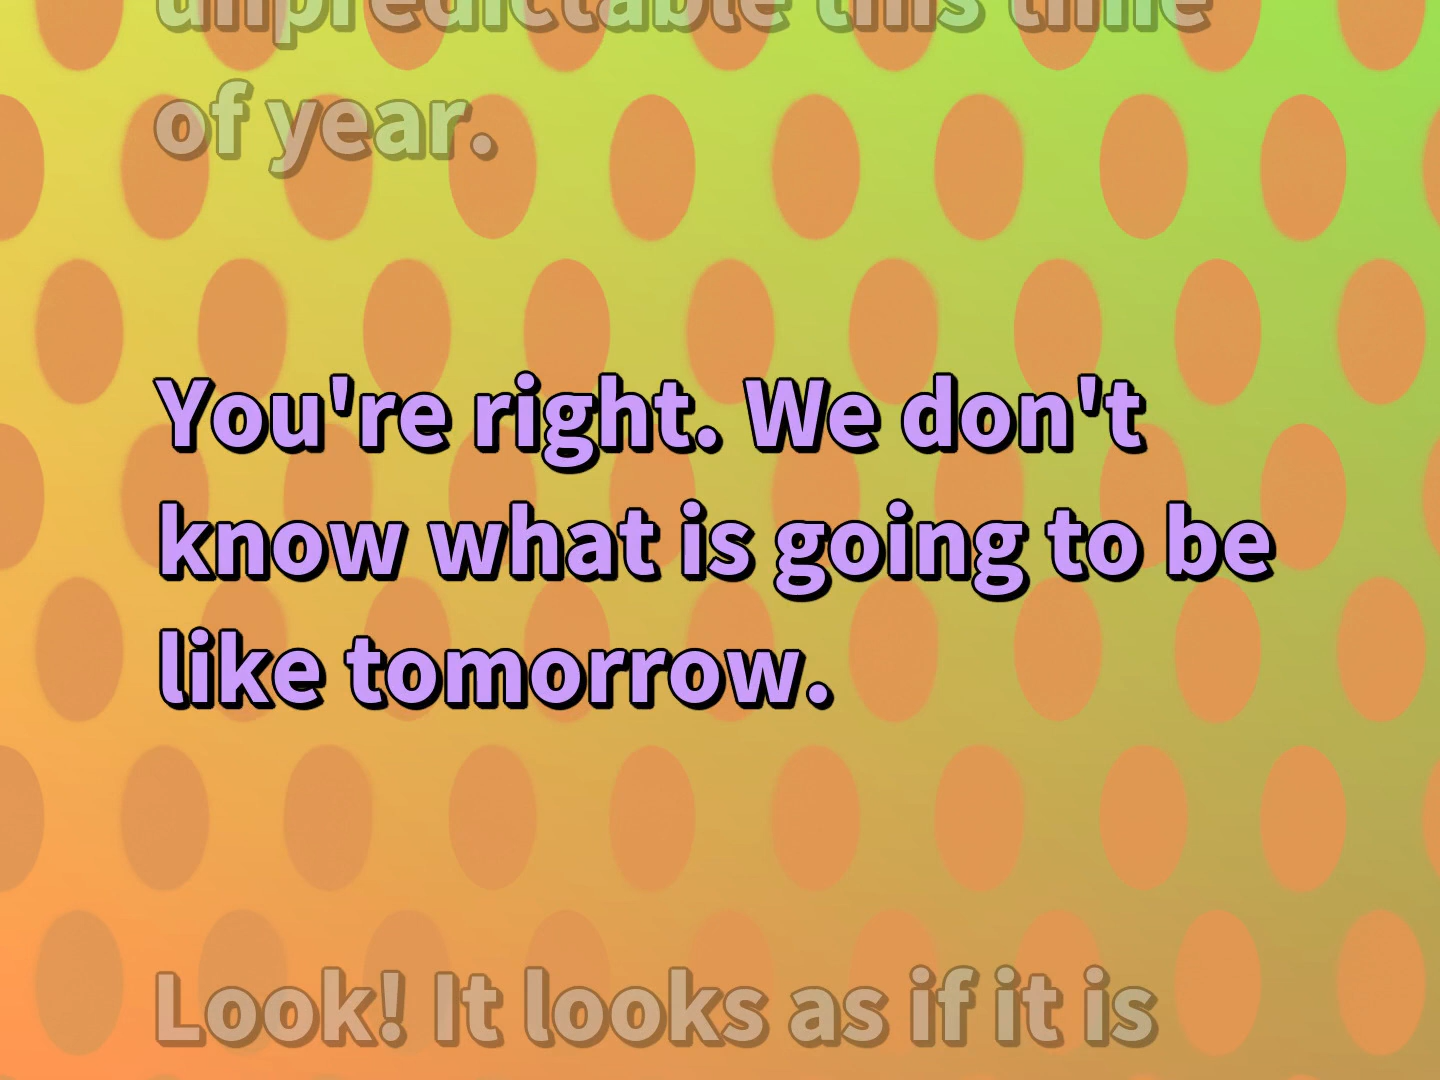 unpredictable this time
of year.
You're right. We don't
know what is going to be
like tomorrow.
Look! It looks as if it is